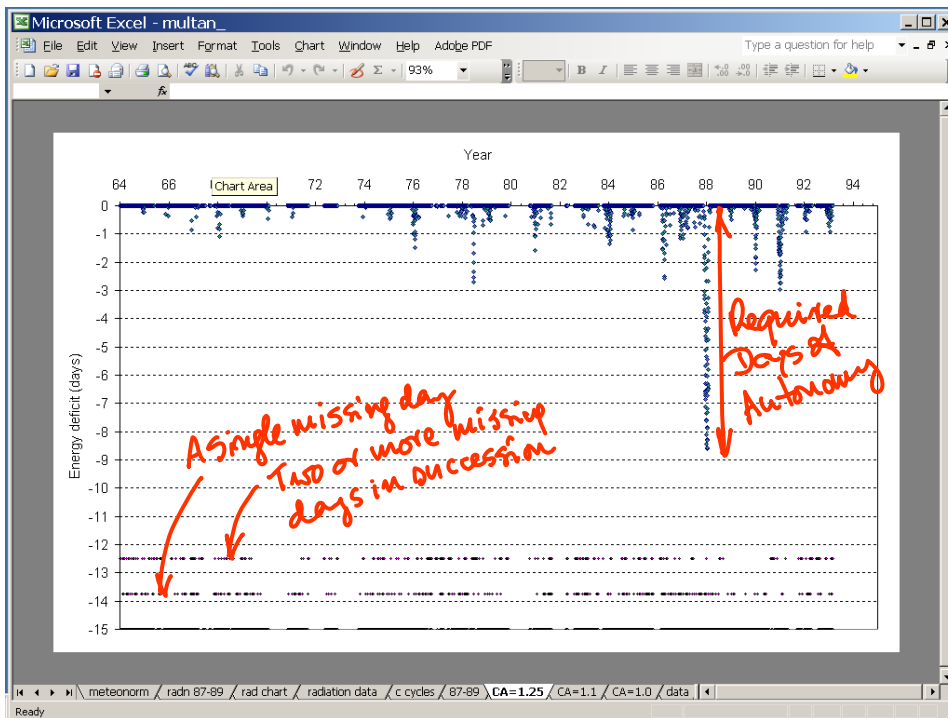 Microsoft Excel - multan_
File Edit View Insert Format Tools Chart Window Help Adobe PDF Type a question for help
93%
fx
Year
64 66 Chart Area 72 74 76 78 80 82 84 86 88 90 92 94
0
-1
-2
-3
-4
-5
-6
-7
-8
-9
-10
-11
-12
-13
-14
-15
Energy deficit (days)
Required
Days of
Autonomy
A single missing day
Two or more missing
days in succession
meteonorm / radn 87-89 / rad chart / radiation data / c cycles / 87-89 \ CA=1.25 / CA=1.1 / CA=1.0 / data
Ready